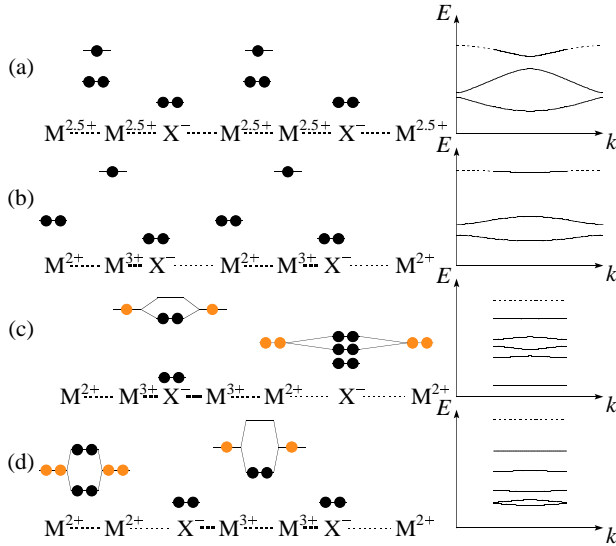 E
(a)
M2.5+ M2.5+ X− M2.5+ M2.5+ X− M2.5+
k
E
(b)
M2+ M3+ X− M2+ M3+ X− M2+
k
E
(c)
M2+ M3+ X− M3+ M2+ X− M2+
k
E
(d)
M2+ M2+ X− M3+ M3+ X− M2+
k